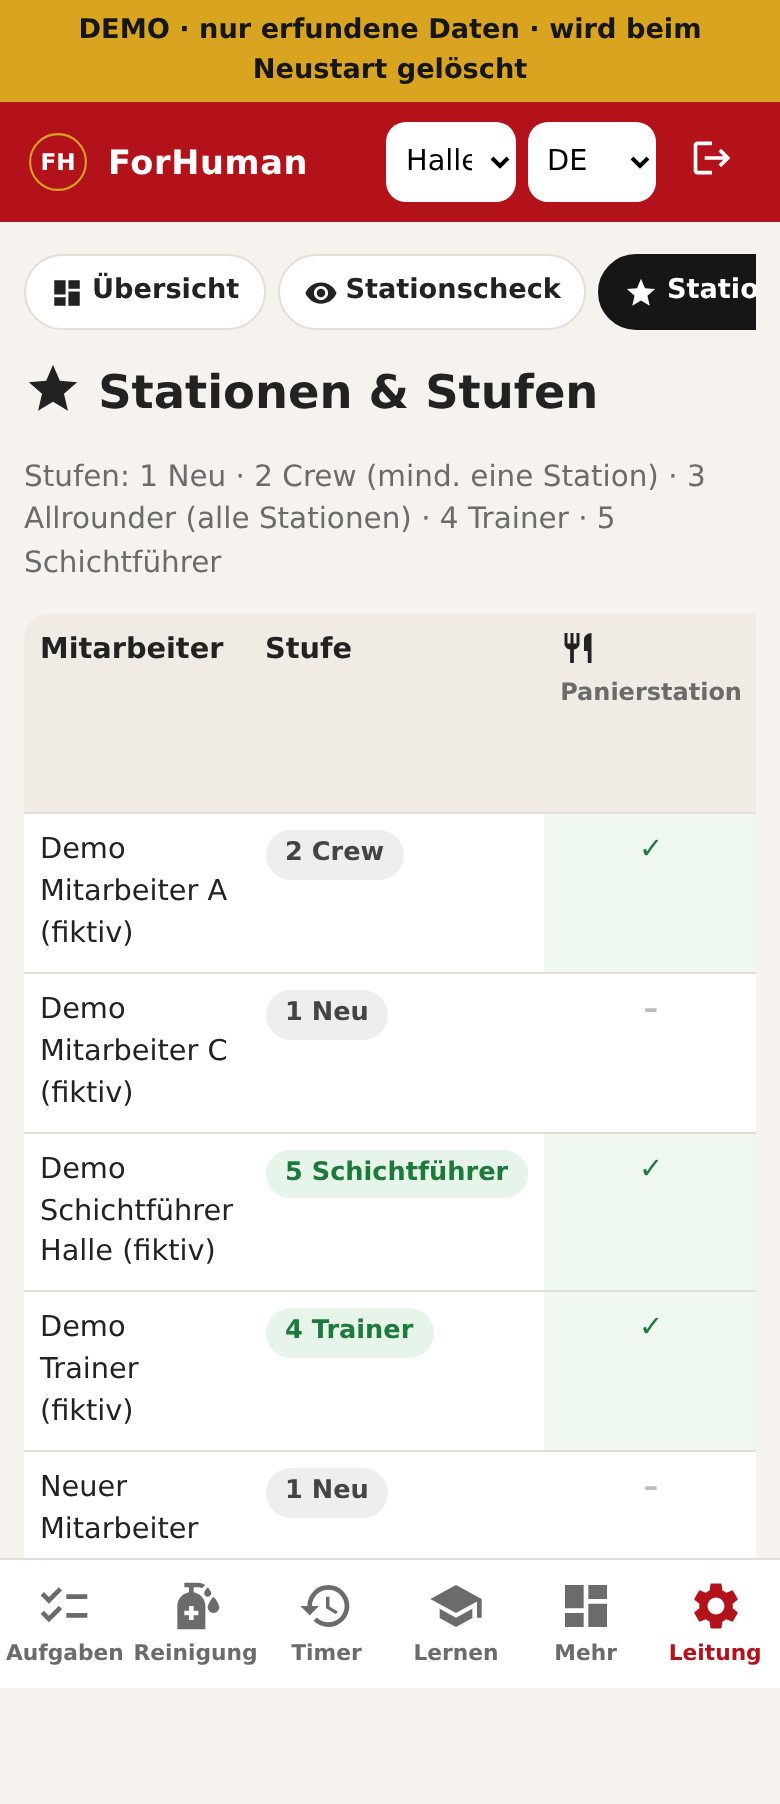 DEMO · nur erfundene Daten · wird beim
Neustart gelöscht
FH ForHuman Halle DE
Übersicht Stationscheck Statio
Stationen & Stufen
Stufen: 1 Neu · 2 Crew (mind. eine Station) · 3
Allrounder (alle Stationen) · 4 Trainer · 5
Schichtführer
Mitarbeiter Stufe
Panierstation
Demo 2 Crew ✓
Mitarbeiter A
(fiktiv)
Demo 1 Neu –
Mitarbeiter C
(fiktiv)
Demo 5 Schichtführer ✓
Schichtführer
Halle (fiktiv)
Demo 4 Trainer ✓
Trainer
(fiktiv)
Neuer 1 Neu –
Mitarbeiter
Aufgaben Reinigung Timer Lernen Mehr Leitung